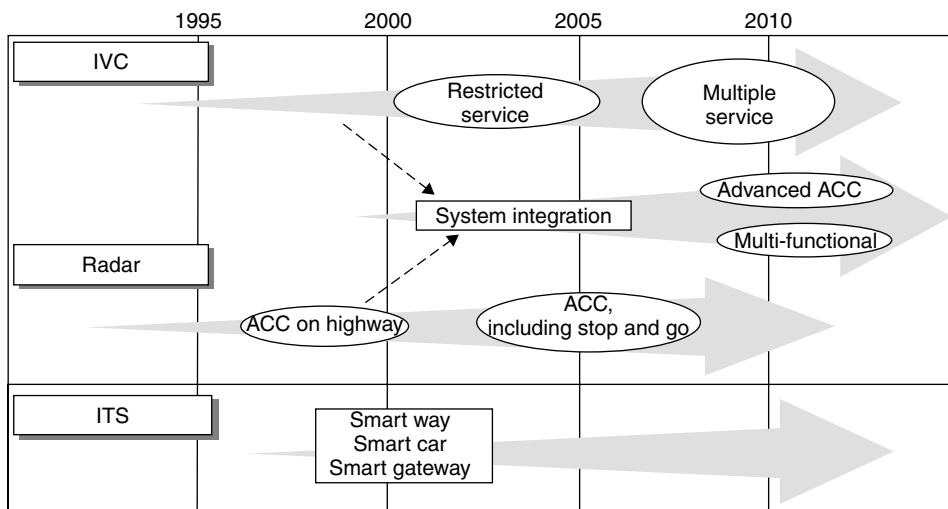 1995 2000 2005 2010
IVC
Restricted
service
Multiple
service
Advanced ACC
System integration
Multi-functional
Radar
ACC on highway
ACC,
including stop and go
ITS
Smart way
Smart car
Smart gateway